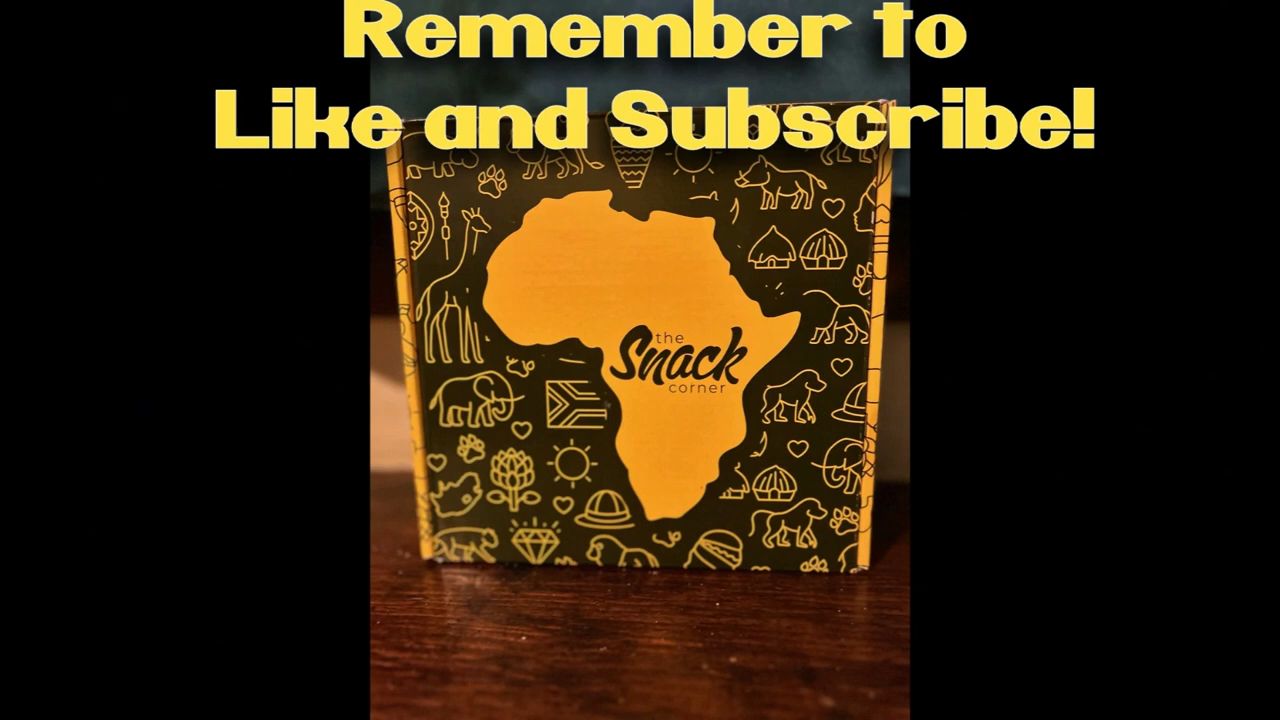 Remember to
Like and Subscribe!
the
Snack
corner